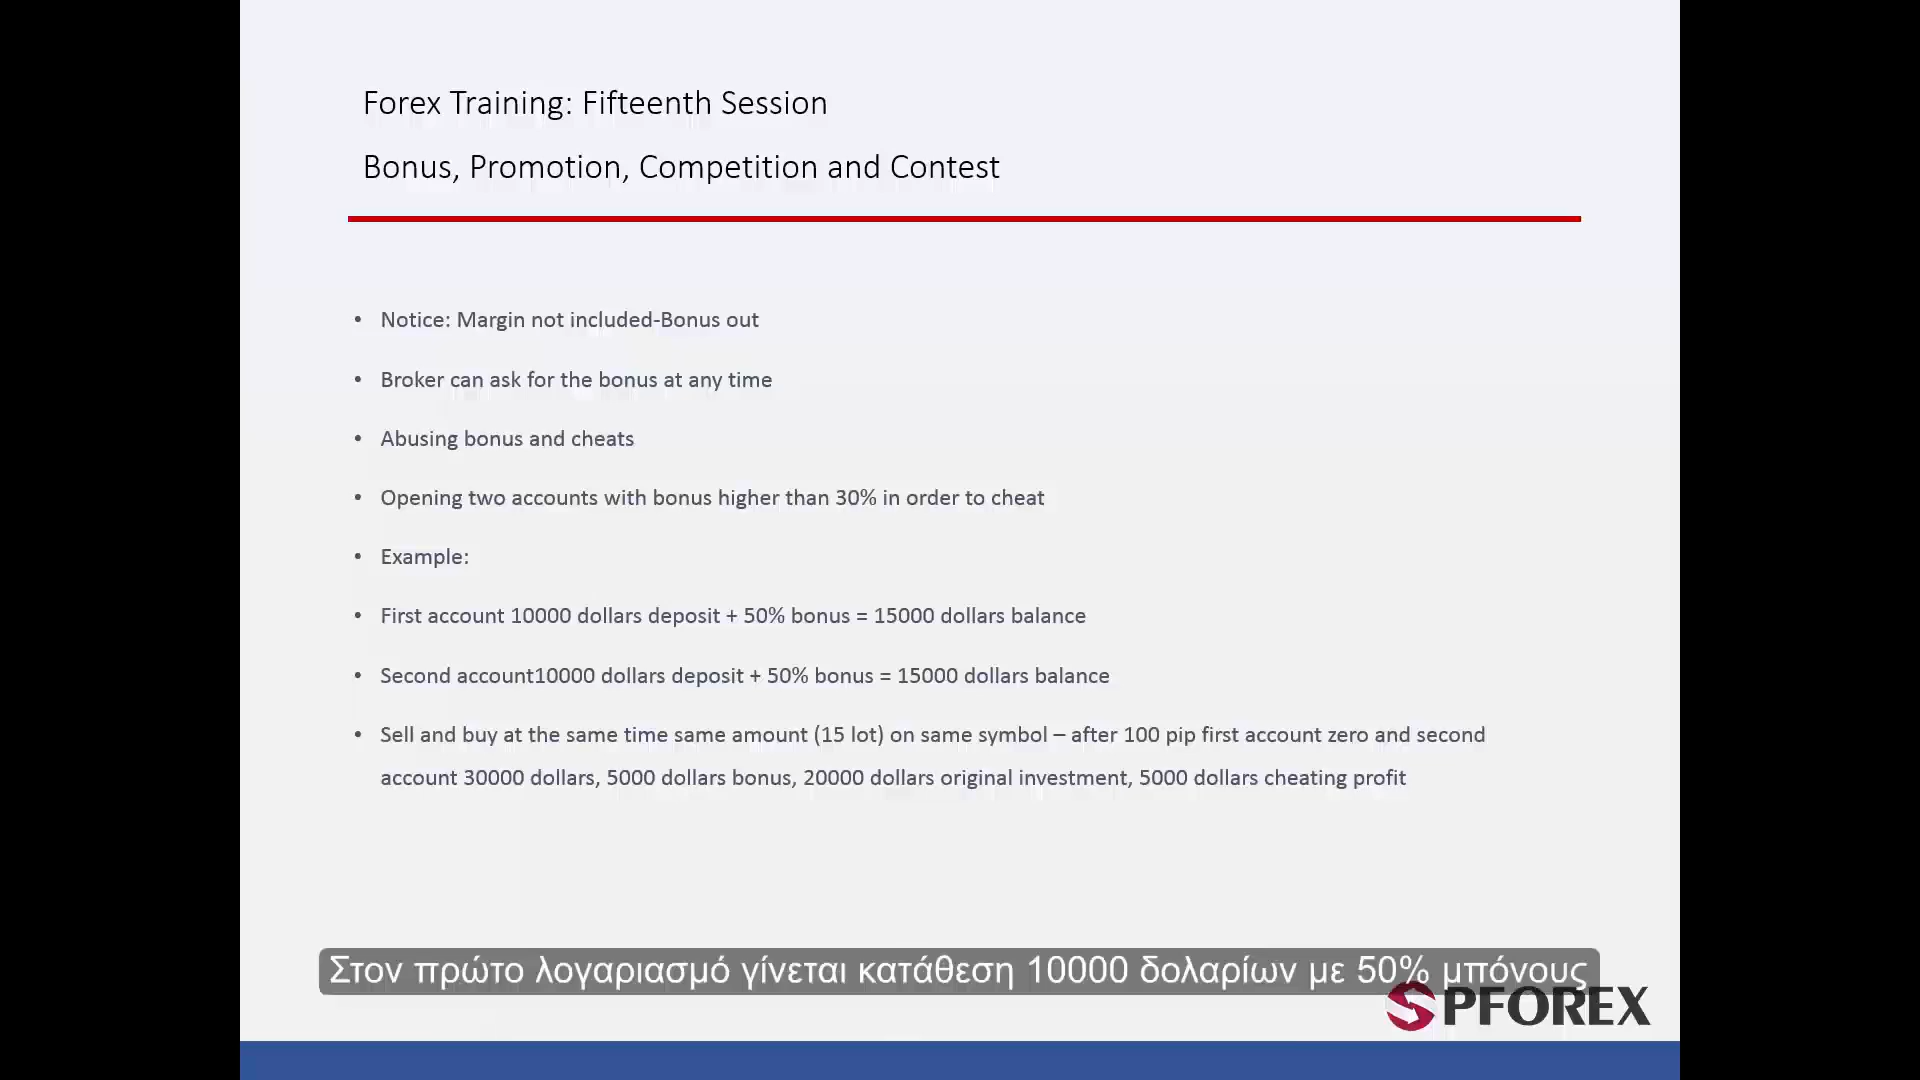 Forex Training: Fifteenth Session
Bonus, Promotion, Competition and Contest
• Notice: Margin not included-Bonus out
• Broker can ask for the bonus at any time
• Abusing bonus and cheats
• Opening two accounts with bonus higher than 30% in order to cheat
• Example:
• First account 10000 dollars deposit + 50% bonus = 15000 dollars balance
• Second account10000 dollars deposit + 50% bonus = 15000 dollars balance
• Sell and buy at the same time same amount (15 lot) on same symbol – after 100 pip first account zero and second
account 30000 dollars, 5000 dollars bonus, 20000 dollars original investment, 5000 dollars cheating profit
Στον πρώτο λογαριασμό γίνεται κατάθεση 10000 δολαρίων με 50% μπόνους
SPFOREX